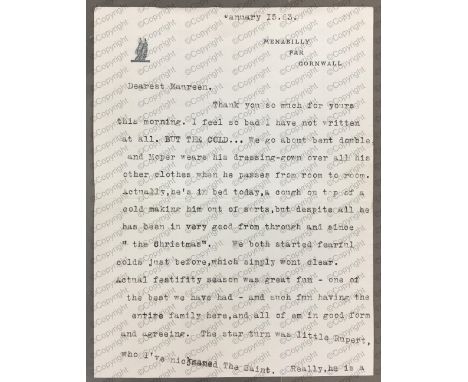 January 15.63.
MENABILLY
PAR
CORNWALL
Dearest Maureen.
Thank you so much for yours
this morning. I feel so bad I have not written
at all. BUT THE COLD... We go about bent double,
and Moper wears his dressing-gown over all his
other clothes when he passes from room to room.
Actually,he's in bed today,a cough on top of a
cold making him out of sorts,but despite all he
has been in very good from through and since
" the Christmas". We both started fearful
colds just before,which simply wont clear.
Actual festifity season was great fun - one of
the best we have had - and such fun having the
entire family here,and all of em in good form
and agreeing. The star turn was little Rupert,
who I've nicknamed The Saint. Really,he is a